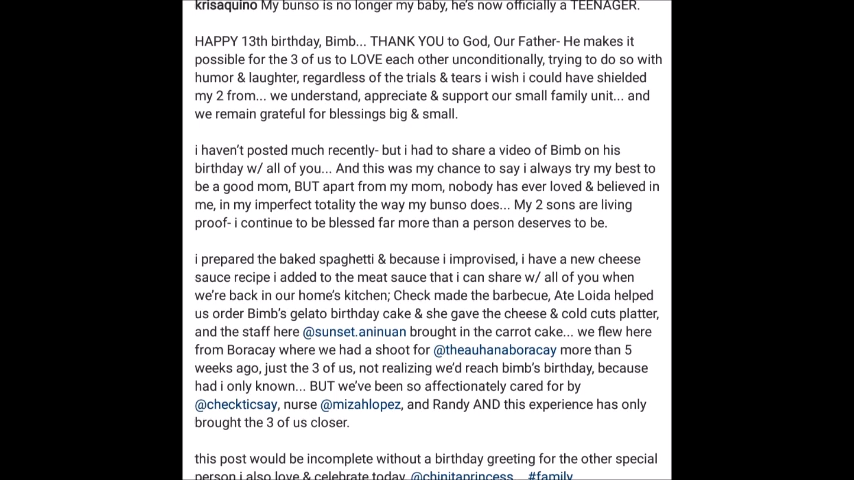 krisaquino My bunso is no longer my baby, he's now officially a TEENAGER.
HAPPY 13th birthday, Bimb... THANK YOU to God, Our Father- He makes it
possible for the 3 of us to LOVE each other unconditionally, trying to do so with
humor & laughter, regardless of the trials & tears i wish i could have shielded
my 2 from... we understand, appreciate & support our small family unit... and
we remain grateful for blessings big & small.
i haven't posted much recently- but i had to share a video of Bimb on his
birthday w/ all of you... And this was my chance to say i always try my best to
be a good mom, BUT apart from my mom, nobody has ever loved & believed in
me, in my imperfect totality the way my bunso does... My 2 sons are living
proof- i continue to be blessed far more than a person deserves to be.
i prepared the baked spaghetti & because i improvised, i have a new cheese
sauce recipe i added to the meat sauce that i can share w/ all of you when
we're back in our home's kitchen; Check made the barbecue, Ate Loida helped
us order Bimb's gelato birthday cake & she gave the cheese & cold cuts platter,
and the staff here @sunset.aninuan brought in the carrot cake... we flew here
from Boracay where we had a shoot for @theauhanaboracay more than 5
weeks ago, just the 3 of us, not realizing we'd reach bimb's birthday, because
had i only known... BUT we've been so affectionately cared for by
@checkticsay, nurse @mizahlopez, and Randy AND this experience has only
brought the 3 of us closer.
this post would be incomplete without a birthday greeting for the other special
person i also love & celebrate today, @chinitaprincess... #family